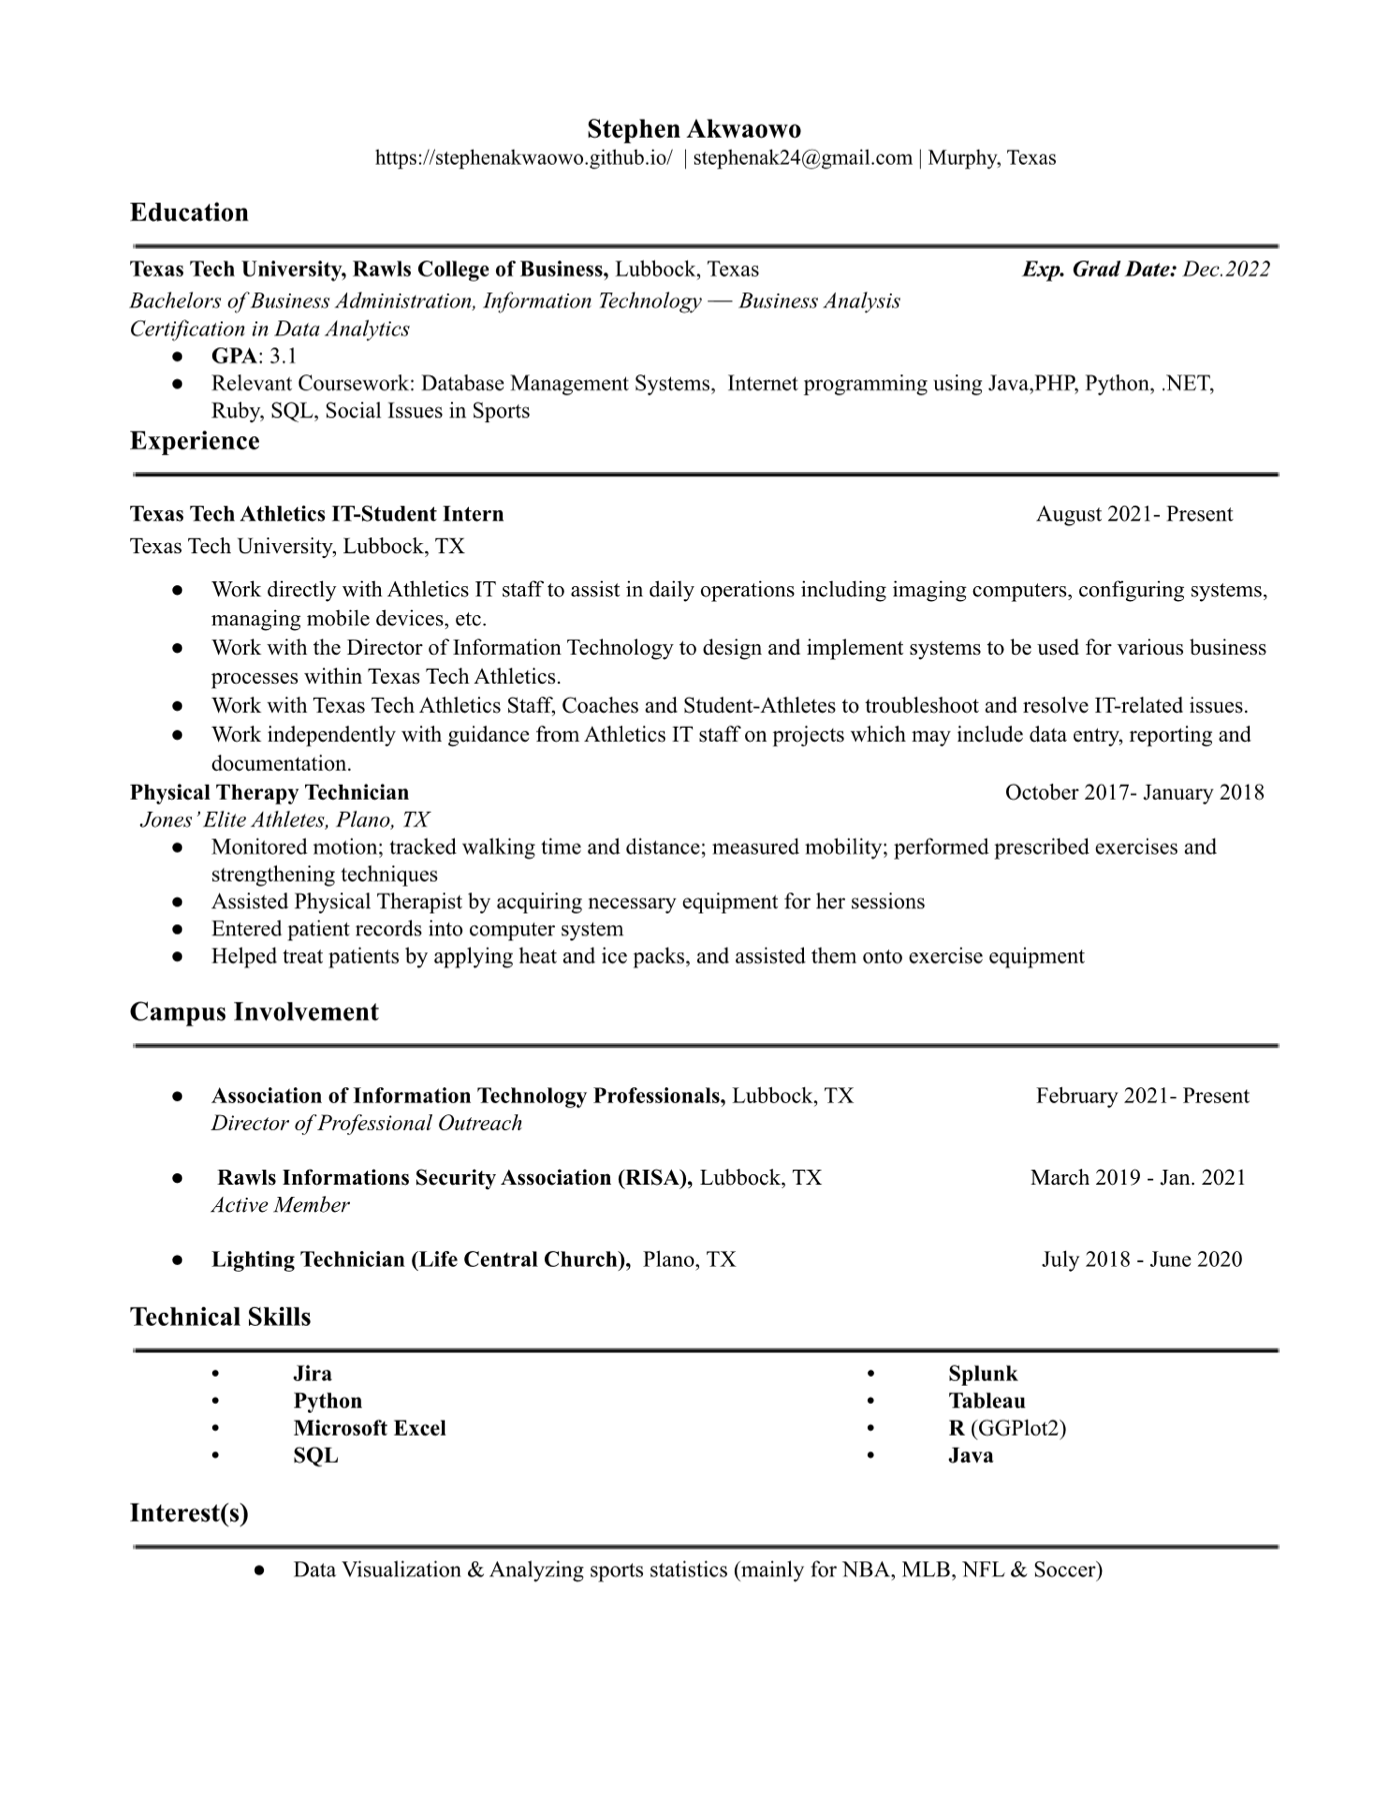 Stephen Akwaowo
https://stephenakwaowo.github.io/ | stephenak24@gmail.com | Murphy, Texas
Education
Texas Tech University, Rawls College of Business, Lubbock, Texas Exp. Grad Date: Dec.2022
Bachelors of Business Administration, Information Technology — Business Analysis
Certification in Data Analytics
● GPA: 3.1
● Relevant Coursework: Database Management Systems, Internet programming using Java,PHP, Python, .NET,
Ruby, SQL, Social Issues in Sports
Experience
Texas Tech Athletics IT-Student Intern August 2021- Present
Texas Tech University, Lubbock, TX
● Work directly with Athletics IT staff to assist in daily operations including imaging computers, configuring systems,
managing mobile devices, etc.
● Work with the Director of Information Technology to design and implement systems to be used for various business
processes within Texas Tech Athletics.
● Work with Texas Tech Athletics Staff, Coaches and Student-Athletes to troubleshoot and resolve IT-related issues.
● Work independently with guidance from Athletics IT staff on projects which may include data entry, reporting and
documentation.
Physical Therapy Technician October 2017- January 2018
Jones’ Elite Athletes, Plano, TX
● Monitored motion; tracked walking time and distance; measured mobility; performed prescribed exercises and
strengthening techniques
● Assisted Physical Therapist by acquiring necessary equipment for her sessions
● Entered patient records into computer system
● Helped treat patients by applying heat and ice packs, and assisted them onto exercise equipment
Campus Involvement
● Association of Information Technology Professionals, Lubbock, TX February 2021- Present
Director of Professional Outreach
● Rawls Informations Security Association (RISA), Lubbock, TX March 2019 - Jan. 2021
Active Member
● Lighting Technician (Life Central Church), Plano, TX July 2018 - June 2020
Technical Skills
• Jira • Splunk
• Python • Tableau
• Microsoft Excel • R (GGPlot2)
• SQL • Java
Interest(s)
● Data Visualization & Analyzing sports statistics (mainly for NBA, MLB, NFL & Soccer)